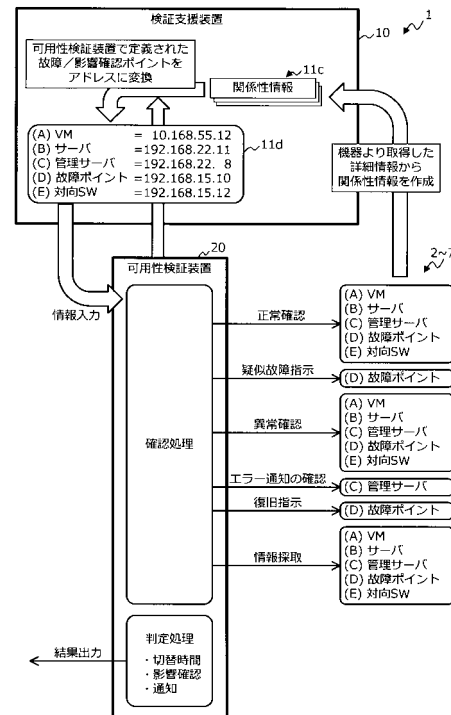 検証支援装置
1
10
可用性検証装置で定義された
故障／影響確認ポイントを
アドレスに変換
11c
関係性情報
(A) VM = 10.168.55.12
(B) サーバ =192.168.22.11
(C) 管理サーバ =192.168.22. 8
(D) 故障ポイント =192.168.15.10
(E) 対向SW =192.168.15.12
11d
機器より取得した
詳細情報から
関係性情報を作成
20
可用性検証装置
2~7
情報入力
確認処理
正常確認
(A) VM
(B) サーバ
(C) 管理サーバ
(D) 故障ポイント
(E) 対向SW
疑似故障指示
(D) 故障ポイント
異常確認
(A) VM
(B) サーバ
(C) 管理サーバ
(D) 故障ポイント
(E) 対向SW
エラー通知の確認
(C) 管理サーバ
復旧指示
(D) 故障ポイント
情報採取
(A) VM
(B) サーバ
(C) 管理サーバ
(D) 故障ポイント
(E) 対向SW
結果出力
判定処理
・切替時間
・影響確認
・通知